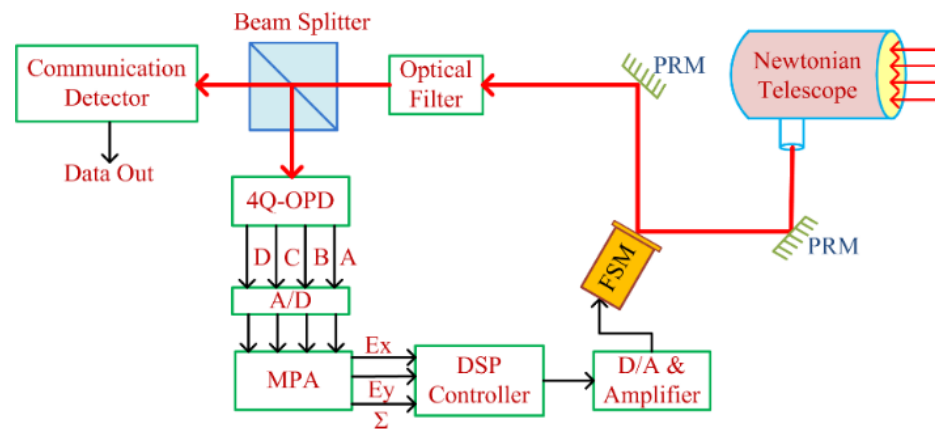 Beam Splitter
Communication
Detector
Optical
Filter
PRM
Newtonian
Telescope
Data Out
4Q-OPD
PRM
D C B A
FSM
A/D
Ex
MPA
Ey
Σ
DSP
Controller
D/A &
Amplifier